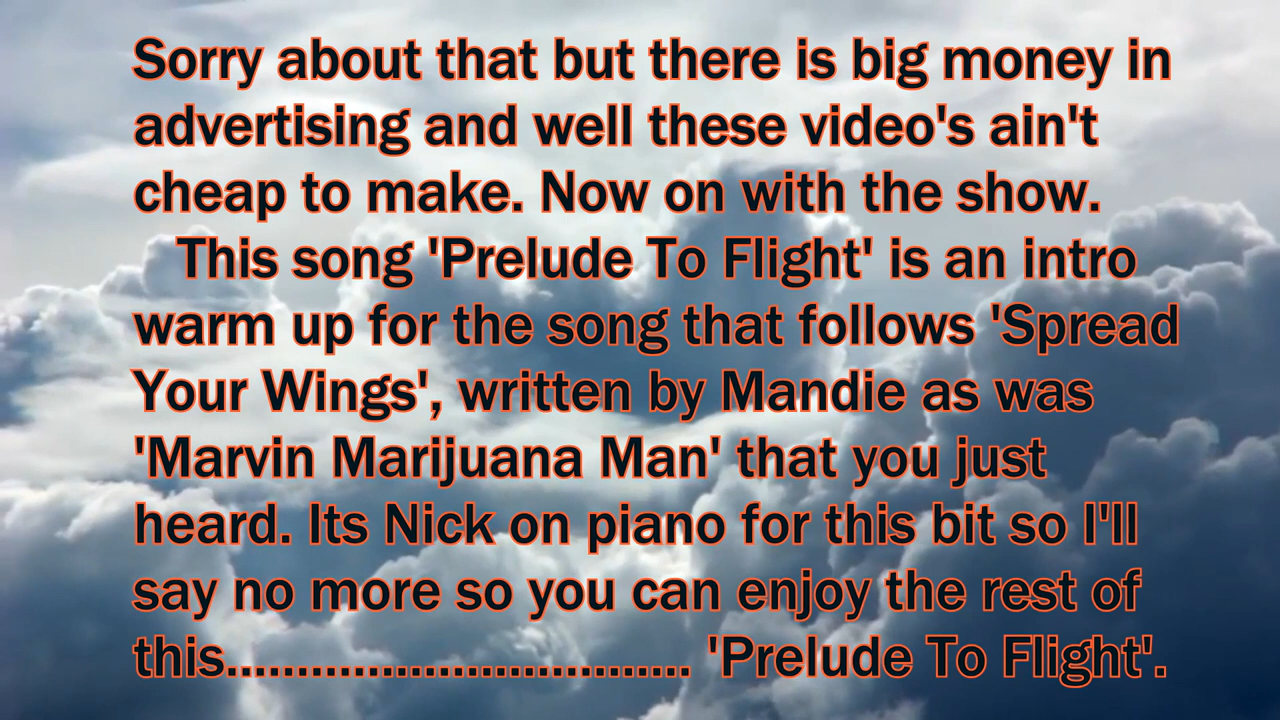 Sorry about that but there is big money in
advertising and well these video's ain't
cheap to make. Now on with the show.
This song 'Prelude To Flight' is an intro
warm up for the song that follows 'Spread
Your Wings', written by Mandie as was
'Marvin Marijuana Man' that you just
heard. Its Nick on piano for this bit so I'll
say no more so you can enjoy the rest of
this................................. 'Prelude To Flight'.